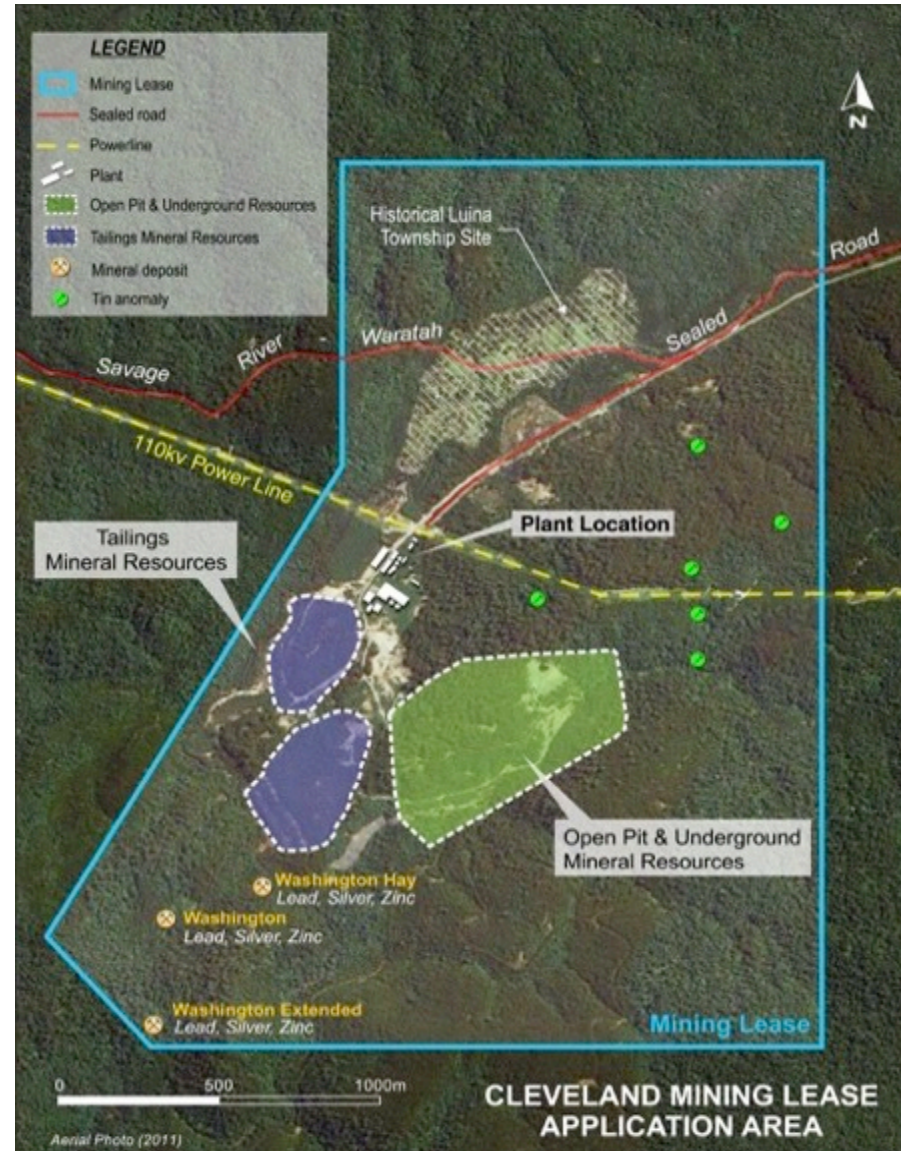 LEGEND
Mining Lease
Sealed road
Powerline
Plant
Open Pit & Underground Resources
Tailings Mineral Resources
Mineral deposit
Tin anomaly
N
Historical Luina
Township Site
Savage River Waratah Sealed Road
110kv Power Line
Plant Location
Tailings
Mineral Resources
Open Pit & Underground
Mineral Resources
Washington Hay
Lead, Silver, Zinc
Washington
Lead, Silver, Zinc
Washington Extended
Lead, Silver, Zinc
Mining Lease
0 500 1000m
CLEVELAND MINING LEASE
APPLICATION AREA
Aerial Photo (2011)